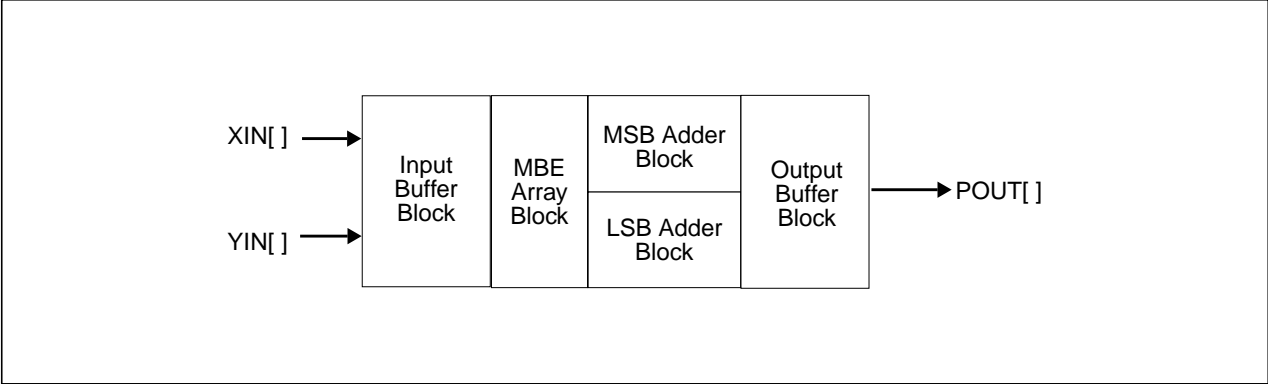 XIN[ ]
YIN[ ]
Input
Buffer
Block
MBE
Array
Block
MSB Adder
Block
LSB Adder
Block
Output
Buffer
Block
POUT[ ]